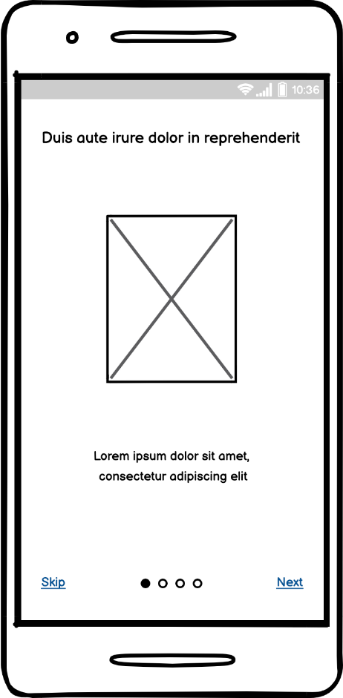 10:36
Duis aute irure dolor in reprehenderit
Lorem ipsum dolor sit amet,
consectetur adipiscing elit
Skip
Next